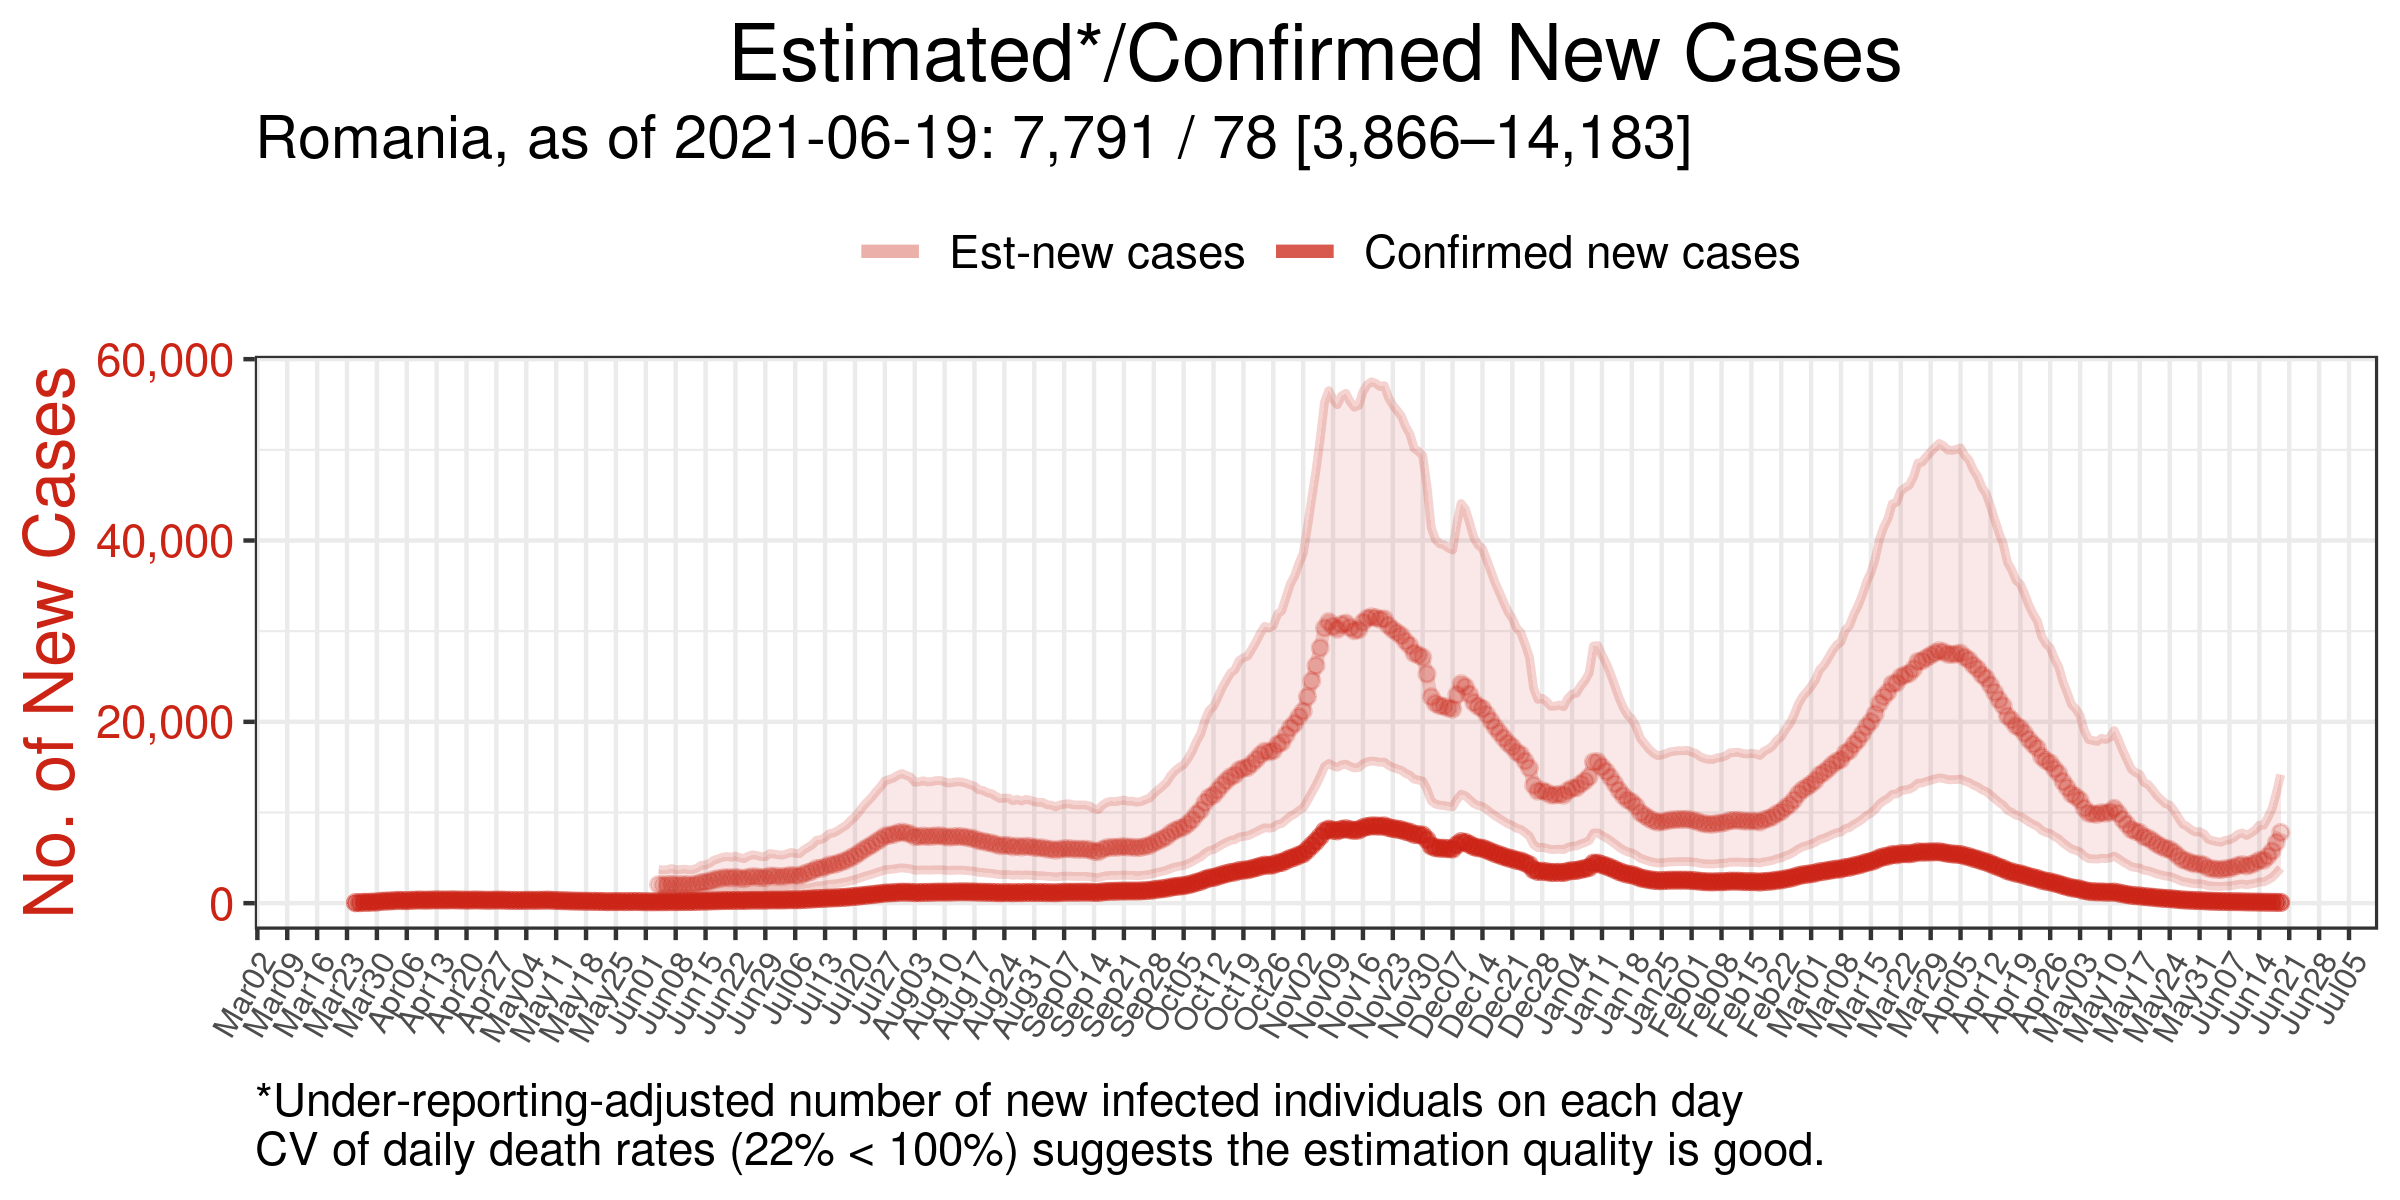 Estimated*/Confirmed New Cases
Romania, as of 2021-06-19: 7,791 / 78 [3,866–14,183]
Est-new cases
Confirmed new cases
No. of New Cases
60,000
40,000
20,000
0
Mar02
Mar09
Mar16
Mar23
Mar30
Apr06
Apr13
Apr20
Apr27
May04
May11
May18
May25
Jun01
Jun08
Jun15
Jun22
Jun29
Jul06
Jul13
Jul20
Jul27
Aug03
Aug10
Aug17
Aug24
Aug31
Sep07
Sep14
Sep21
Sep28
Oct05
Oct12
Oct19
Oct26
Nov02
Nov09
Nov16
Nov23
Nov30
Dec07
Dec14
Dec21
Dec28
Jan04
Jan11
Jan18
Jan25
Feb01
Feb08
Feb15
Feb22
Mar01
Mar08
Mar15
Mar22
Mar29
Apr05
Apr12
Apr19
Apr26
May03
May10
May17
May24
May31
Jun07
Jun14
Jun21
Jun28
Jul05
*Under-reporting-adjusted number of new infected individuals on each day
CV of daily death rates (22% < 100%) suggests the estimation quality is good.